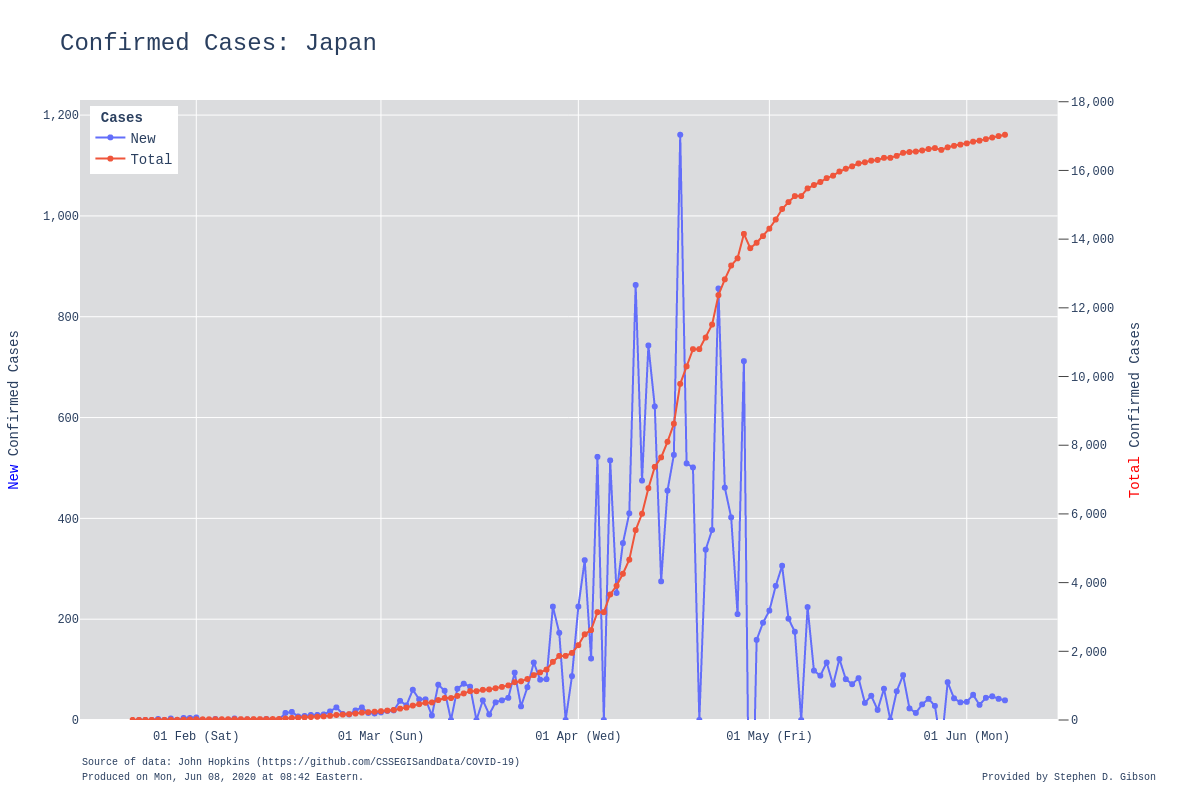 Confirmed Cases: Japan
Cases
New
Total
1,200
1,000
800
600
400
200
0
18,000
16,000
14,000
12,000
10,000
8,000
6,000
4,000
2,000
0
New Confirmed Cases
Total Confirmed Cases
01 Feb (Sat)
01 Mar (Sun)
01 Apr (Wed)
01 May (Fri)
01 Jun (Mon)
Source of data: John Hopkins (https://github.com/CSSEGISandData/COVID-19)
Produced on Mon, Jun 08, 2020 at 08:42 Eastern.
Provided by Stephen D. Gibson